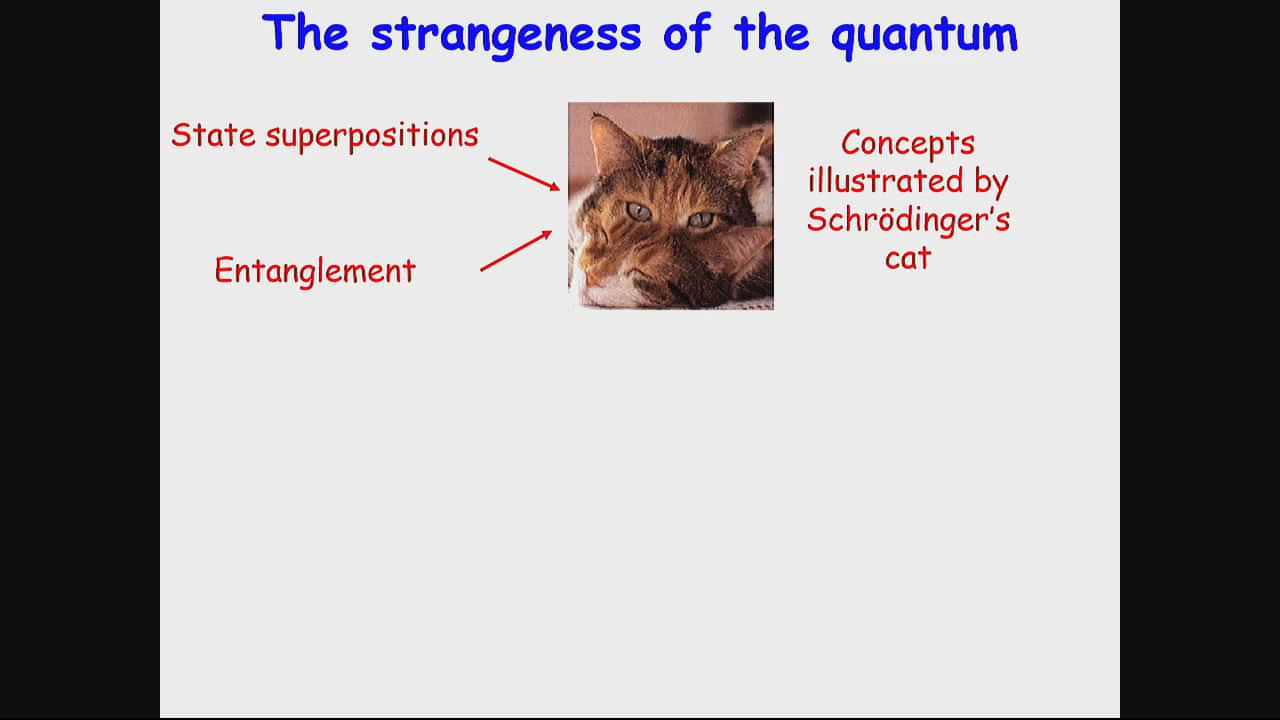 The strangeness of the quantum
State superpositions
Entanglement
Concepts
illustrated by
Schrödinger's
cat